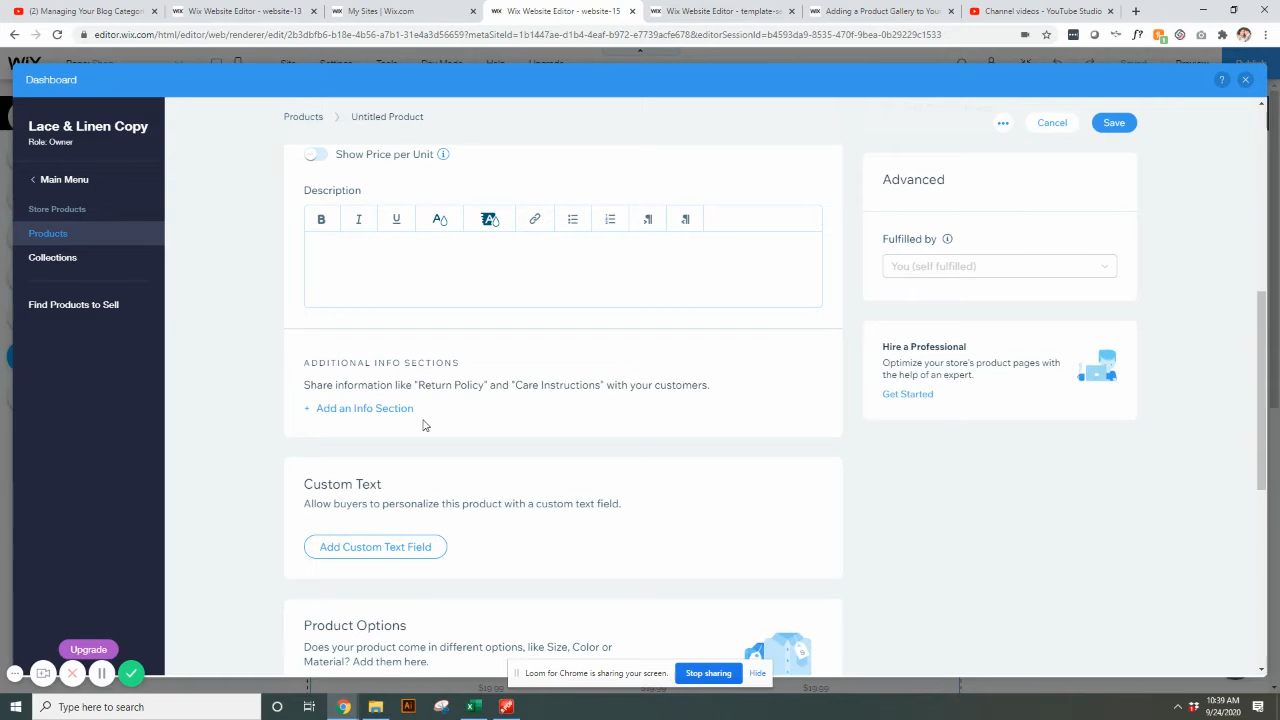 (2) Managing Your Blog Categori
Wix Website Editor - website-13
My Sites | Wix.com
Wix Website Editor - website-15
Wix Website Editor - template-se
Adding a Product Gallery to You
Channel videos - YouTube Studio
editor.wix.com/html/editor/web/renderer/edit/2b3dbfb6-b18e-4b56-a7b1-31e4ad3a6569?metaSiteId=1b1447ae-d1b4-4eaf-b972-e7739acfe678&editorSessionId=b4593da9-8535-470f-9bea-0b29229c1533
Dashboard
Lace & Linen Copy
Role: Owner
Main Menu
Store Products
Products
Collections
Find Products to Sell
Upgrade
Products > Untitled Product
Cancel
Save
Show Price per Unit
Description
B I U
ADDITIONAL INFO SECTIONS
Share information like "Return Policy" and "Care Instructions" with your customers.
+ Add an Info Section
Custom Text
Allow buyers to personalize this product with a custom text field.
Add Custom Text Field
Product Options
Does your product come in different options, like Size, Color or
Material? Add them here.
Advanced
Fulfilled by
You (self fulfilled)
Hire a Professional
Optimize your store's product pages with
the help of an expert.
Get Started
Loom for Chrome is sharing your screen.
Stop sharing
Hide
$19.99 $19.99 $19.99
Type here to search
10:39 AM
9/24/2020